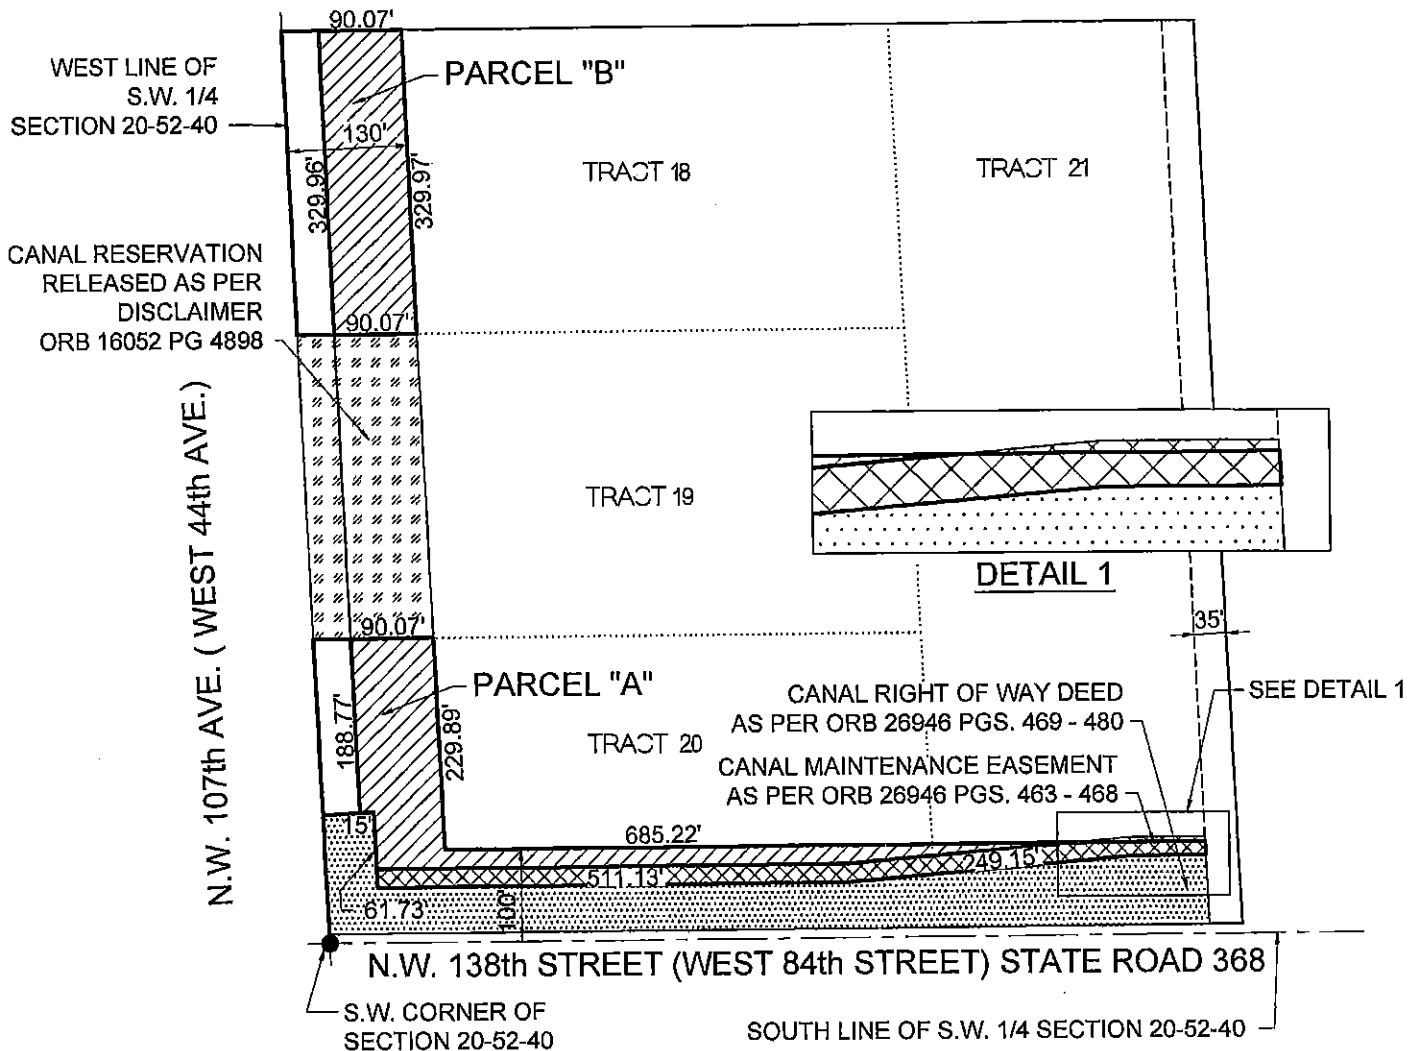 90.07'
WEST LINE OF
S.W. 1/4
SECTION 20-52-40
PARCEL "B"
130'
329.96'
329.97'
TRACT 18
TRACT 21
CANAL RESERVATION
RELEASED AS PER
DISCLAIMER
ORB 16052 PG 4898
90.07'
N.W. 107th AVE. ( WEST 44th AVE.)
TRACT 19
DETAIL 1
90.07'
35'
PARCEL "A"
188.77'
229.89'
TRACT 20
CANAL RIGHT OF WAY DEED
AS PER ORB 26946 PGS. 469 - 480
SEE DETAIL 1
CANAL MAINTENANCE EASEMENT
AS PER ORB 26946 PGS. 463 - 468
15'
685.22'
249.15'
511.13'
61.73
100'
N.W. 138th STREET (WEST 84th STREET) STATE ROAD 368
S.W. CORNER OF
SECTION 20-52-40
SOUTH LINE OF S.W. 1/4 SECTION 20-52-40